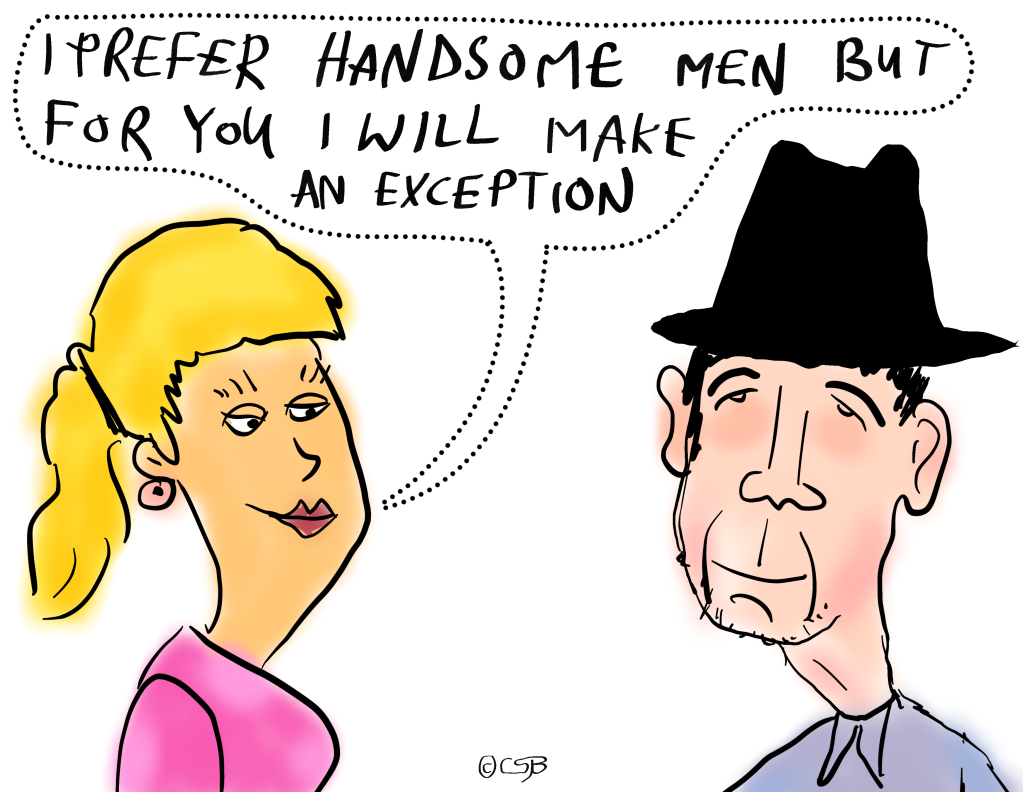 I PREFER HANDSOME MEN BUT
FOR YOU I WILL MAKE
AN EXCEPTION
©CSB